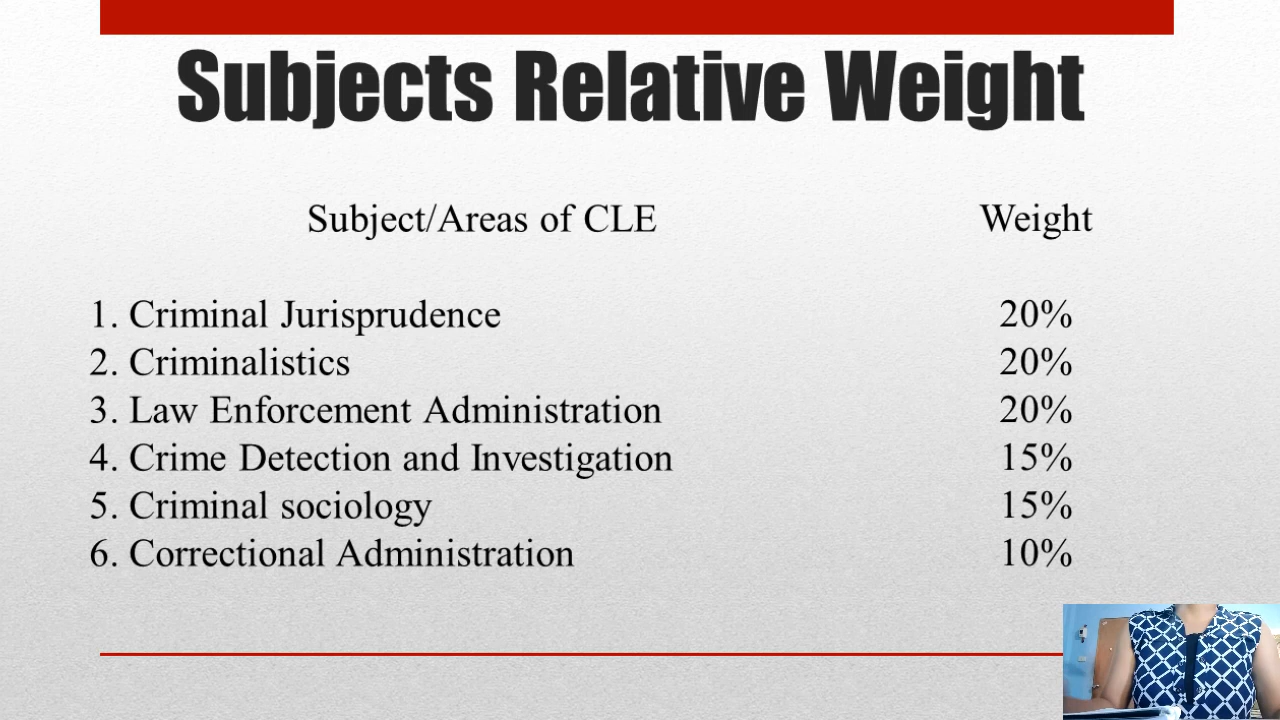 Subjects Relative Weight
Subject/Areas of CLE Weight
1. Criminal Jurisprudence 20%
2. Criminalistics 20%
3. Law Enforcement Administration 20%
4. Crime Detection and Investigation 15%
5. Criminal sociology 15%
6. Correctional Administration 10%